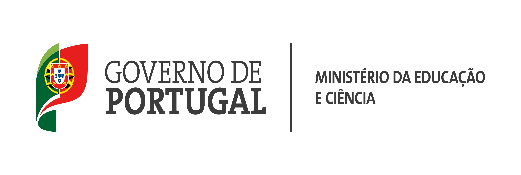 GOVERNO DE
PORTUGAL
MINISTÉRIO DA EDUCAÇÃO
E CIÊNCIA